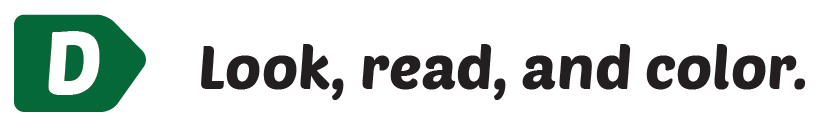 D Look, read, and color.